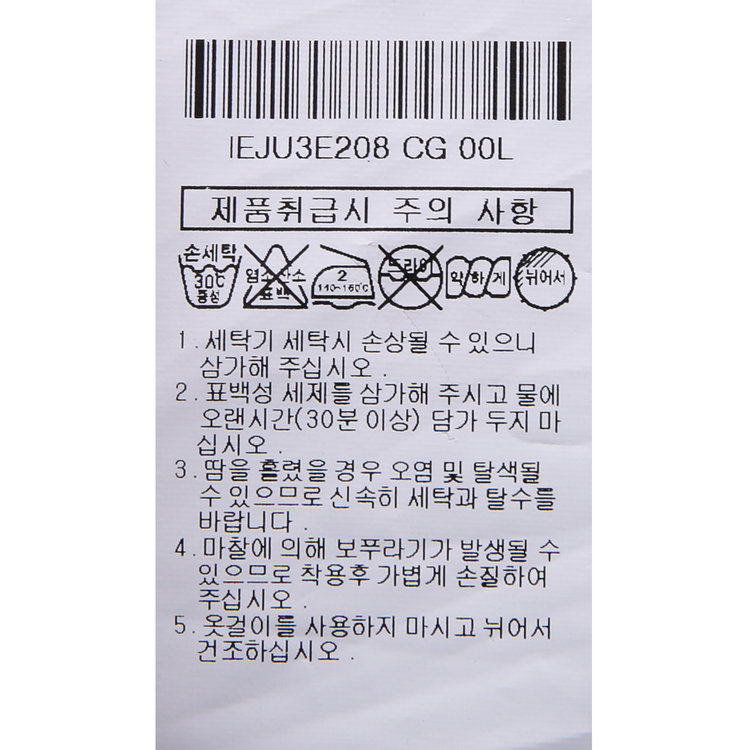 IEJU3E208 CG 00L
제품취급시 주의 사항
손세탁 30℃ 중성
염소산소 표백
2 140~160℃
드라이
약하게
뉘어서
1.세탁기 세탁시 손상될 수 있으니
삼가해 주십시오.
2.표백성 세제를 삼가해 주시고 물에
오랜시간(30분 이상) 담가 두지 마
십시오.
3.땀을 흘렸을 경우 오염 및 탈색될
수 있으므로 신속히 세탁과 탈수를
바랍니다.
4.마찰에 의해 보푸라기가 발생될 수
있으므로 착용후 가볍게 손질하여
주십시오.
5.옷걸이를 사용하지 마시고 뉘어서
건조하십시오.